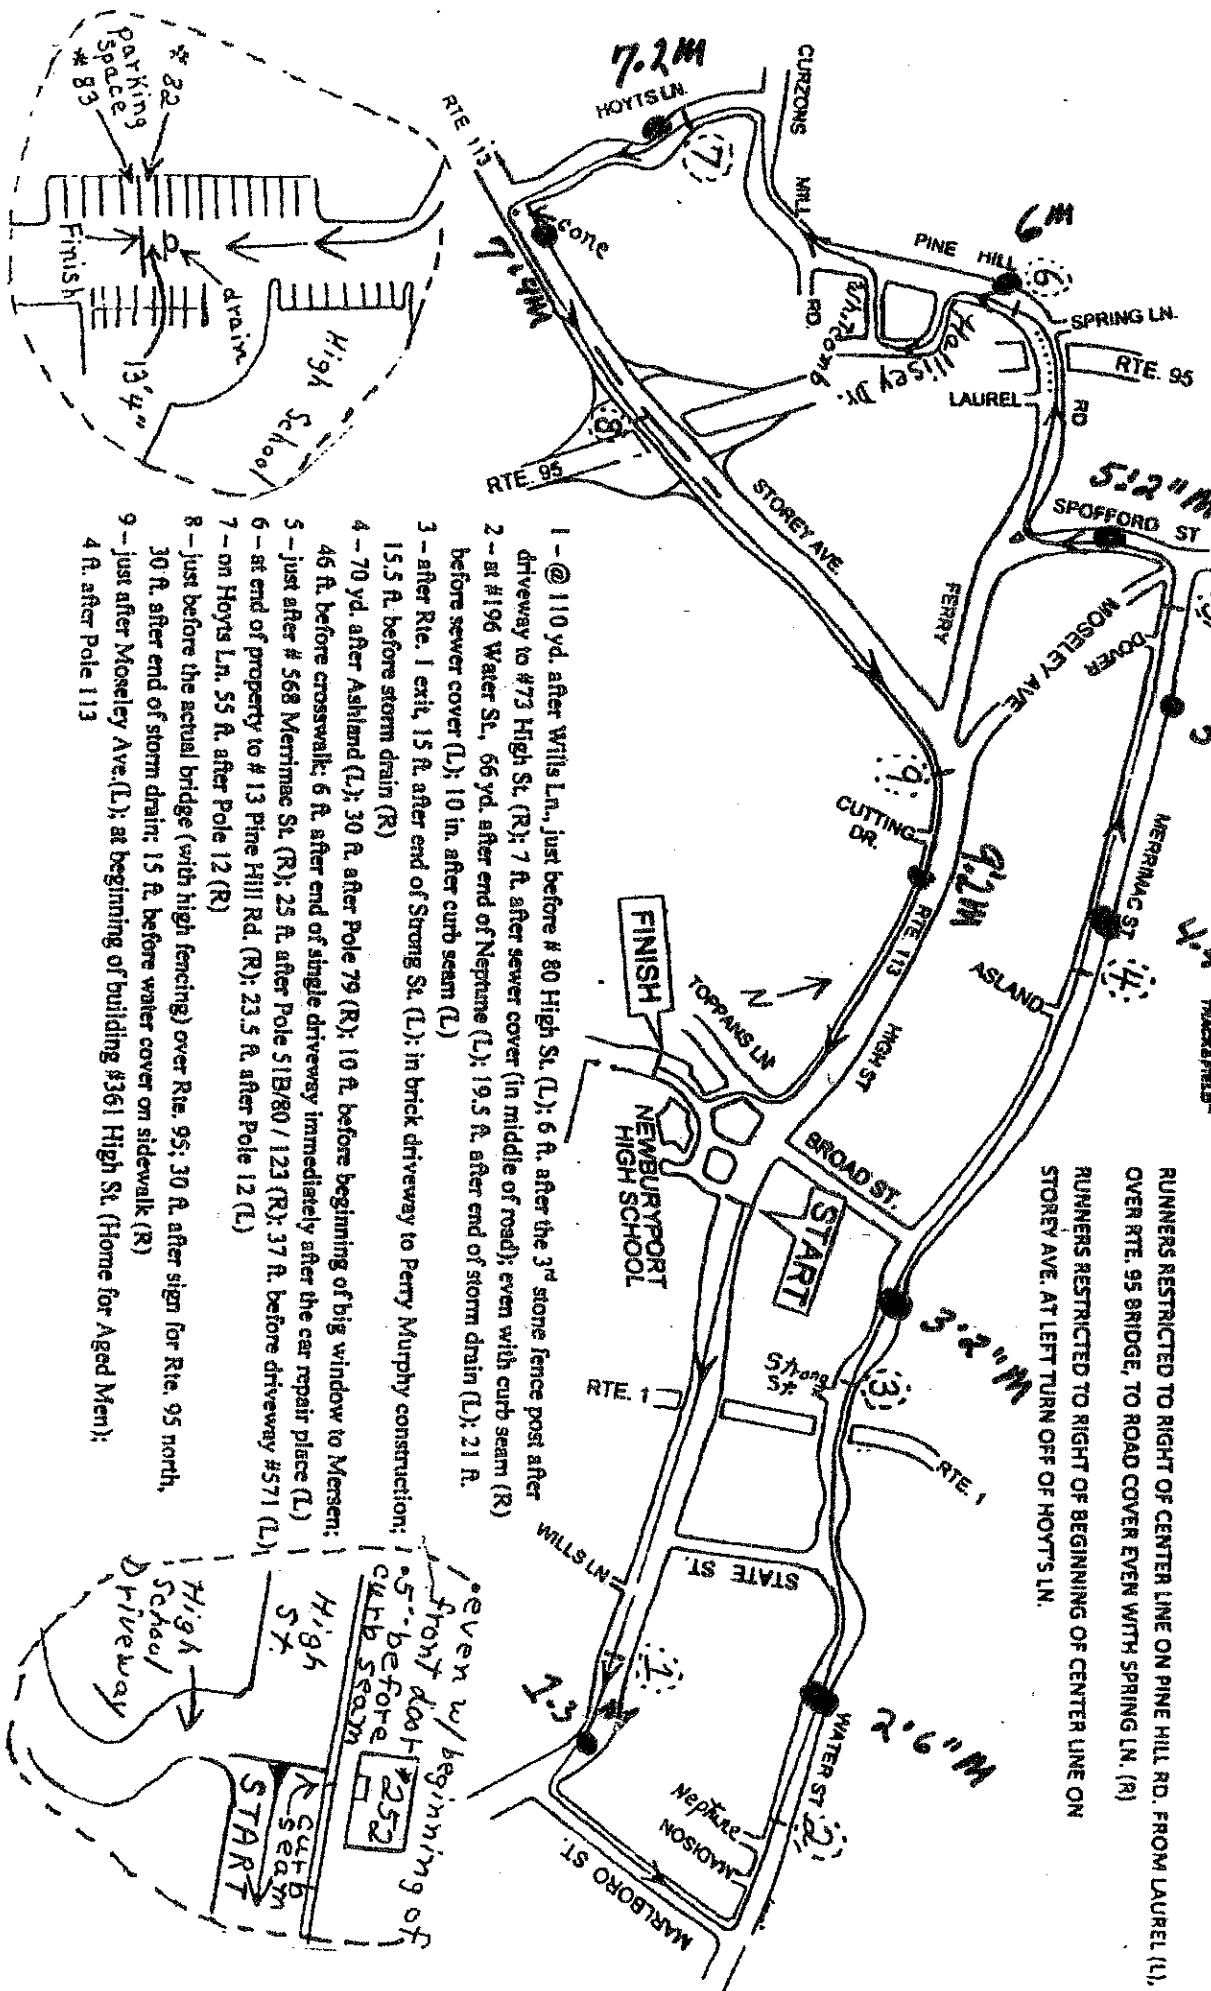 RUNNERS RESTRICTED TO RIGHT OF CENTER LINE ON PINE HILL RD. FROM LAUREL (L),
OVER RTE. 95 BRIDGE, TO ROAD COVER EVEN WITH SPRING LN. (R)
RUNNERS RESTRICTED TO RIGHT OF BEGINNING OF CENTER LINE ON
STOREY AVE. AT LEFT TURN OFF OF HOYT'S LN.
TRACK & FIELD
7.2M
HOYTS LN.
7
CURZONS
MILL
RD.
PINE HILL
RD
6M
6
SPRING LN.
RTE. 95
LAUREL
Hallisey Dr.
Whitcomb
5.2"M
SPOFFORD ST
DOVER
MOSELEY AVE.
FERRY
MERRIMAC ST
4
ASLAND
RTE 113
cone
7.4M
8
RTE. 95
STOREY AVE.
9
CUTTING
DR.
9.2M
RTE. 113
HIGH ST
N
TOPPANS LN
FINISH
NEWBURYPORT
HIGH SCHOOL
BROAD ST.
START
3.2"M
3
Strong
St
RTE. 1
RTE. 1
STATE ST.
WILLS LN
1
1.3
M
2.6"M
WATER ST
2
Neptune
MADISON
MARLBORO ST.
* 82
parking
space
* 83
Finish
drain
13'4"
High School
1 – @ 110 yd. after Wills Ln., just before # 80 High St. (L); 6 ft. after the 3rd stone fence post after
driveway to #73 High St. (R); 7 ft. after sewer cover (in middle of road); even with curb seam (R)
2 – at #196 Water St., 66 yd. after end of Neptune (L); 19.5 ft. after end of storm drain (L); 21 ft.
before sewer cover (L); 10 in. after curb seam (L)
3 – after Rte. 1 exit, 15 ft. after end of Strong St. (L); in brick driveway to Perry Murphy construction;
15.5 ft. before storm drain (R)
4 – 70 yd. after Ashland (L); 30 ft. after Pole 79 (R); 10 ft. before beginning of big window to Mersen;
46 ft. before crosswalk; 6 ft. after end of single driveway immediately after the car repair place (L)
5 – just after # 568 Merrimac St. (R); 25 ft. after Pole 51B/80 / 123 (R); 37 ft. before driveway #571 (L)
6 – at end of property to # 13 Pine Hill Rd. (R); 23.5 ft. after Pole 12 (L)
7 – on Hoyts Ln. 55 ft. after Pole 12 (R)
8 – just before the actual bridge (with high fencing) over Rte. 95; 30 ft. after sign for Rte. 95 north,
30 ft. after end of storm drain; 15 ft. before water cover on sidewalk (R)
9 – just after Moseley Ave.(L); at beginning of building #361 High St. (Home for Aged Men);
4 ft. after Pole 113
• even w/ beginning of
front door
• 5" before
curb seam
#252
High
St.
High
School
Driveway
curb
seam
START